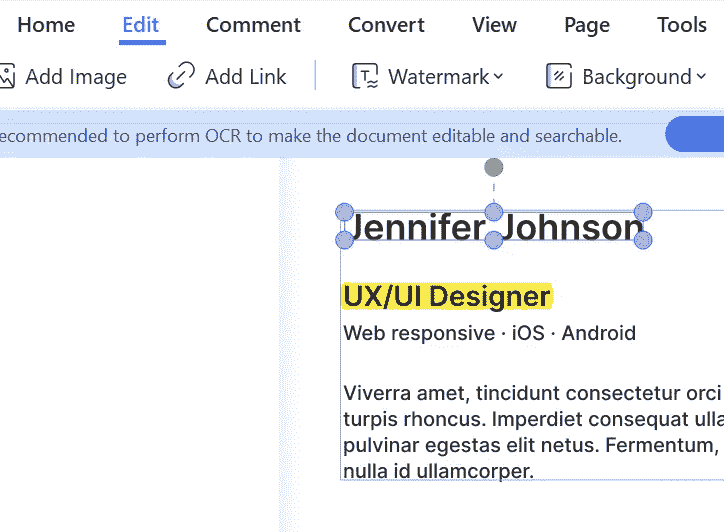 Home Edit Comment Convert View Page Tools
Add Image Add Link Watermark Background
ecommended to perform OCR to make the document editable and searchable.
Jennifer Johnson
UX/UI Designer
Web responsive · iOS · Android
Viverra amet, tincidunt consectetur orci
turpis rhoncus. Imperdiet consequat ulla
pulvinar egestas elit netus. Fermentum,
nulla id ullamcorper.